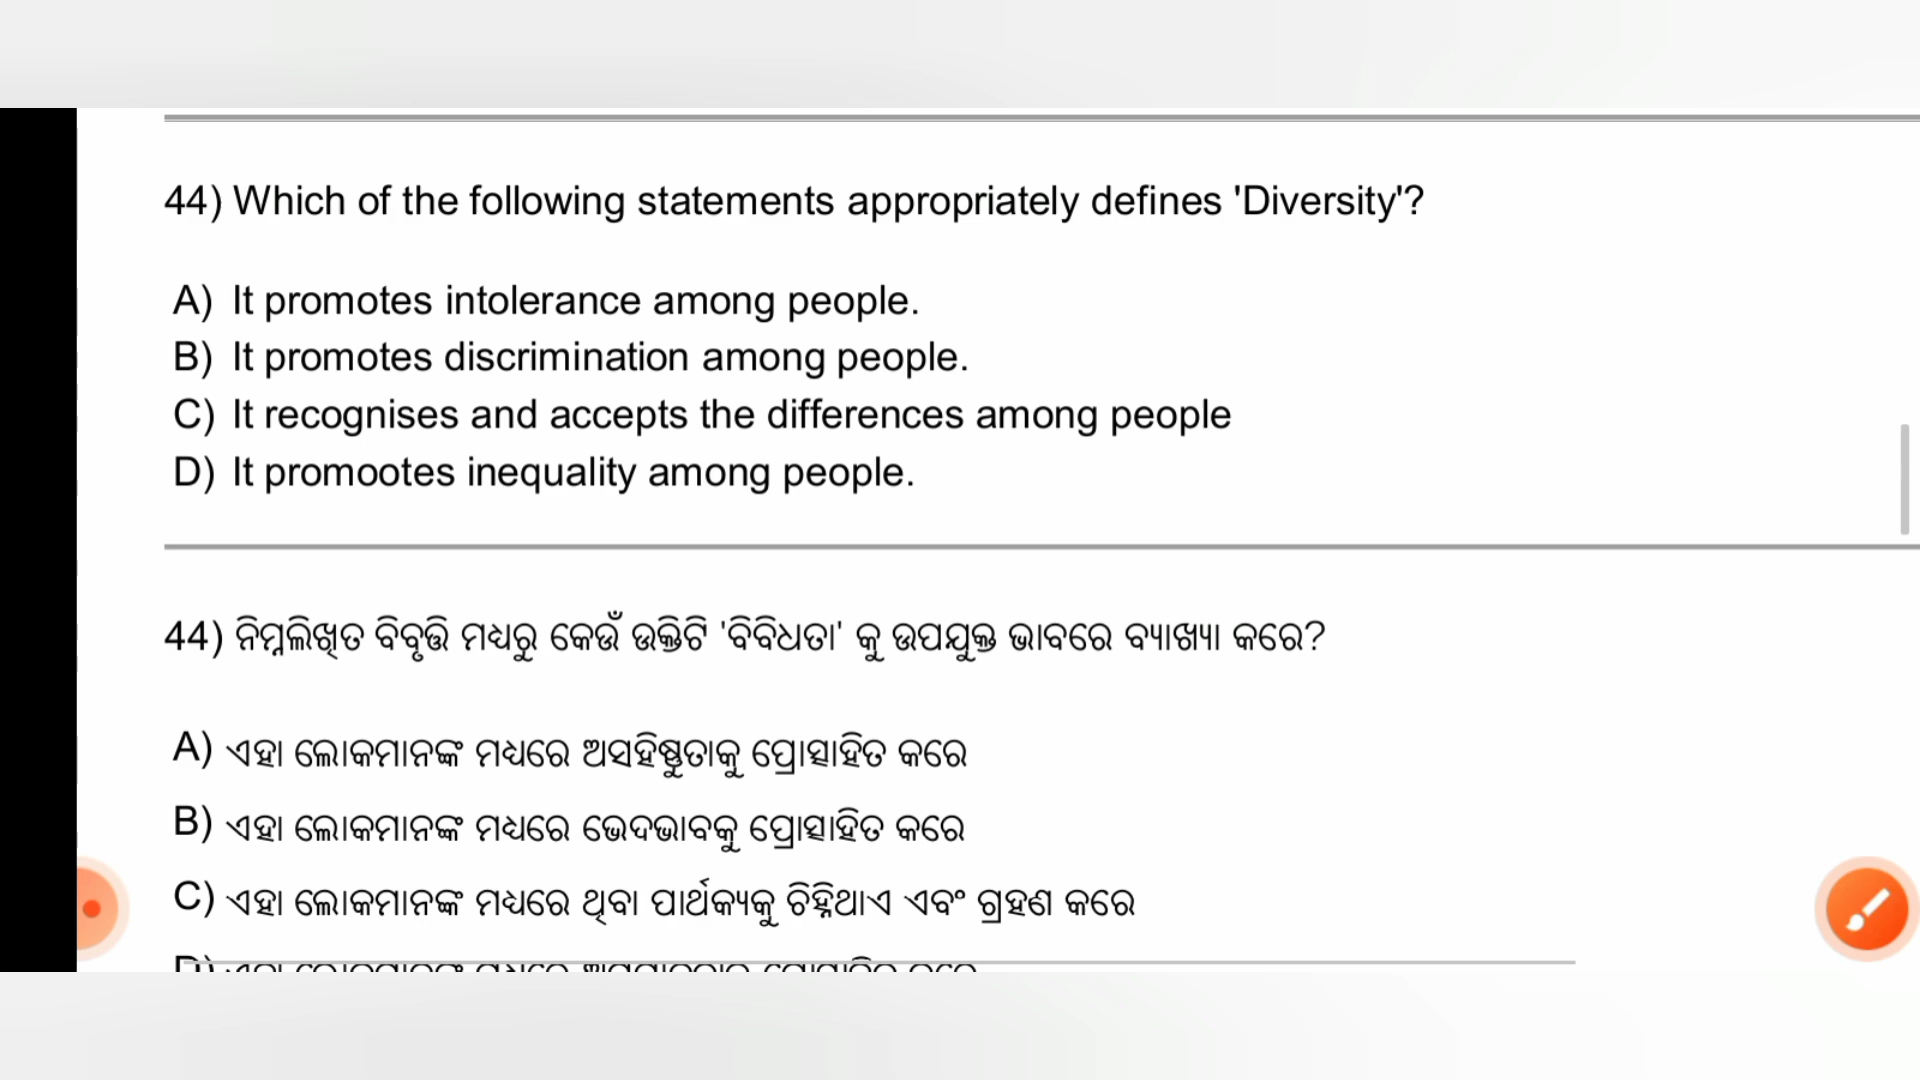 44) Which of the following statements appropriately defines 'Diversity'?
A) It promotes intolerance among people.
B) It promotes discrimination among people.
C) It recognises and accepts the differences among people
D) It promootes inequality among people.
44) ନିମ୍ନଲିଖିତ ବିବୃତ୍ତି ମଧ୍ୟରୁ କେଉଁ ଉକ୍ତିଟି 'ବିବିଧତା' କୁ ଉପଯୁକ୍ତ ଭାବରେ ବ୍ୟାଖ୍ୟା କରେ?
A) ଏହା ଲୋକମାନଙ୍କ ମଧ୍ୟରେ ଅସହିଷ୍ଣୁତାକୁ ପ୍ରୋତ୍ସାହିତ କରେ
B) ଏହା ଲୋକମାନଙ୍କ ମଧ୍ୟରେ ଭେଦଭାବକୁ ପ୍ରୋତ୍ସାହିତ କରେ
C) ଏହା ଲୋକମାନଙ୍କ ମଧ୍ୟରେ ଥିବା ପାର୍ଥକ୍ୟକୁ ଚିହ୍ନିଥାଏ ଏବଂ ଗ୍ରହଣ କରେ